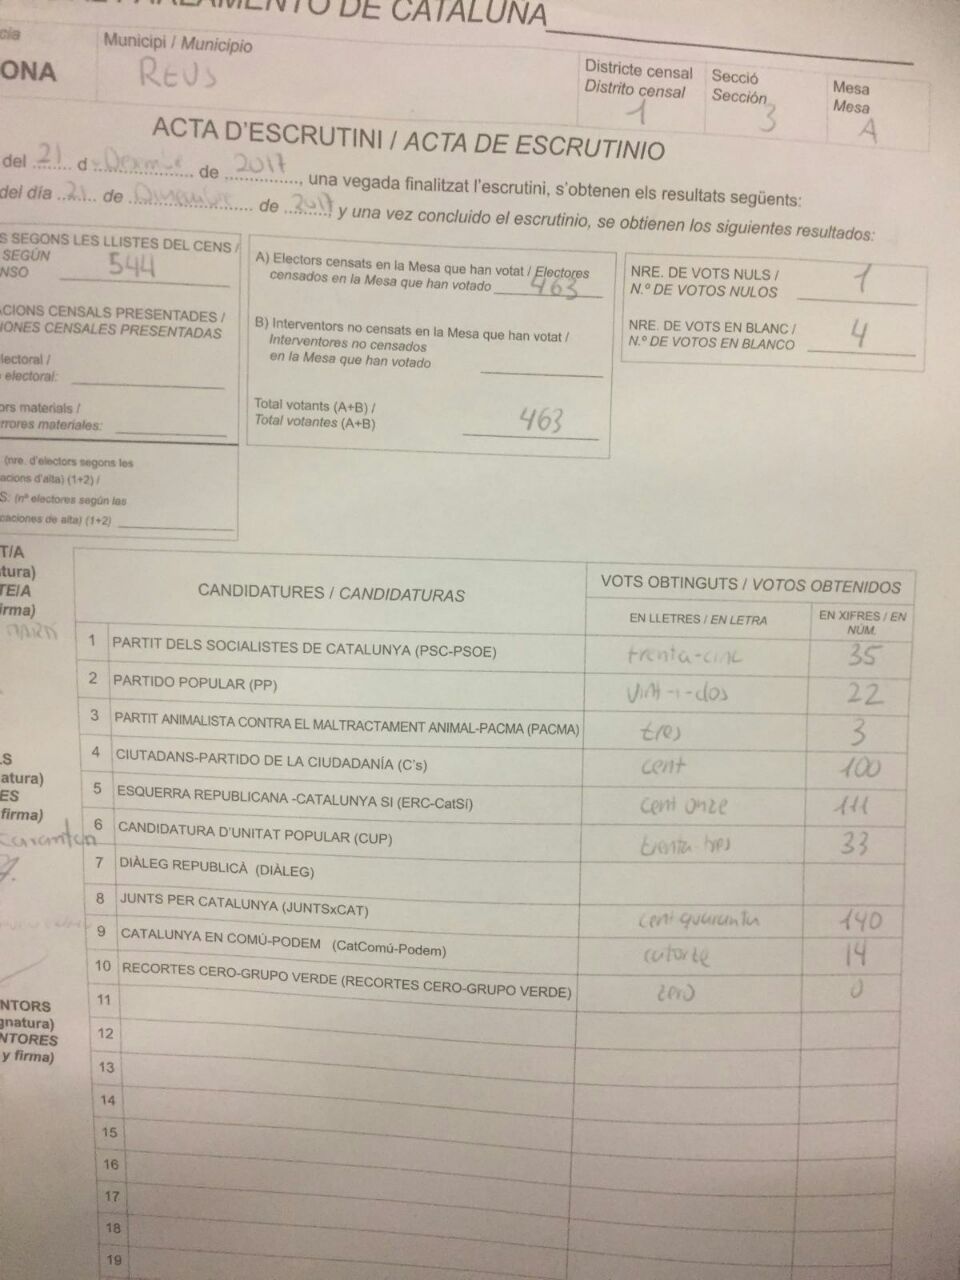 PARLAMENTO DE CATALUÑA
Municipi / Municipio
REUS
Districte censal
Distrito censal
1
Secció
Sección
3
Mesa
Mesa
A
ONA
ACTA D'ESCRUTINI / ACTA DE ESCRUTINIO
del 21 d de 2017, una vegada finalitzat l'escrutini, s'obtenen els resultats següents:
del día 21 de de 2017 y una vez concluido el escrutinio, se obtienen los siguientes resultados:
S SEGONS LES LLISTES DEL CENS /
SEGÚN
NSO 544
ACIONS CENSALS PRESENTADES /
IONES CENSALES PRESENTADAS
lectoral /
electoral:
ors materials /
rrores materiales:
(nre. d'electors segons les
acions d'alta) (1+2) /
S: (nº electores según las
caciones de alta) (1+2)
A) Electors censats en la Mesa que han votat / Electores
censados en la Mesa que han votado 463
B) Interventors no censats en la Mesa que han votat /
Interventores no censados
en la Mesa que han votado
Total votants (A+B) /
Total votantes (A+B) 463
NRE. DE VOTS NULS /
N.º DE VOTOS NULOS 1
NRE. DE VOTS EN BLANC /
N.º DE VOTOS EN BLANCO 4
T/A
tura)
TE/A
irma)
S
atura)
ES
firma)
NTORS
gnatura)
NTORES
y firma)
CANDIDATURES / CANDIDATURAS
VOTS OBTINGUTS / VOTOS OBTENIDOS
EN LLETRES / EN LETRA
EN XIFRES / EN
NÚM.
1 PARTIT DELS SOCIALISTES DE CATALUNYA (PSC-PSOE) trenta-cinc 35
2 PARTIDO POPULAR (PP) vint-i-dos 22
3 PARTIT ANIMALISTA CONTRA EL MALTRACTAMENT ANIMAL-PACMA (PACMA) tres 3
4 CIUTADANS-PARTIDO DE LA CIUDADANÍA (C's) cent 100
5 ESQUERRA REPUBLICANA -CATALUNYA SI (ERC-CatSí) cent onze 111
6 CANDIDATURA D'UNITAT POPULAR (CUP) trenta tres 33
7 DIÀLEG REPUBLICÀ (DIÀLEG)
8 JUNTS PER CATALUNYA (JUNTSxCAT) cent quaranta 140
9 CATALUNYA EN COMÚ-PODEM (CatComú-Podem) catorte 14
10 RECORTES CERO-GRUPO VERDE (RECORTES CERO-GRUPO VERDE) zero 0
11
12
13
14
15
16
17
18
19